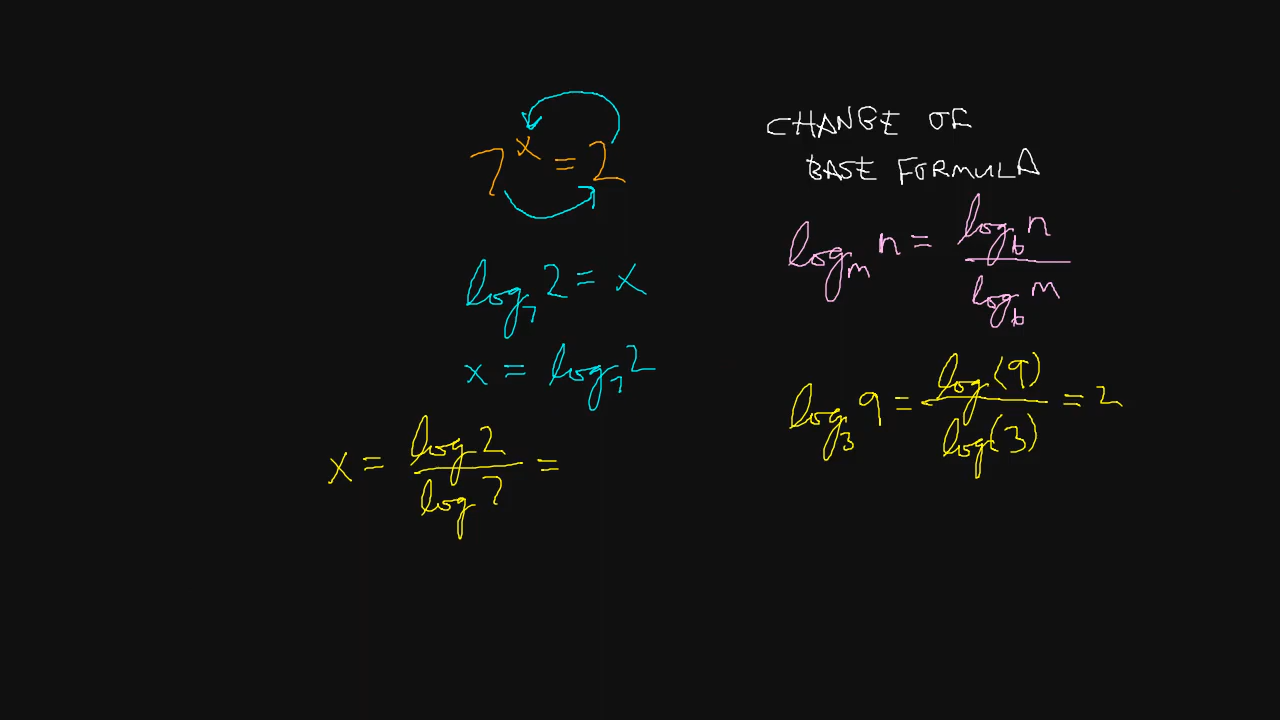 7^x = 2
log_7 2 = x
x = log_7 2
x = log 2 / log 7 =
CHANGE OF
BASE FORMULA
log_m n = log_b n / log_b m
log_3 9 = log(9) / log(3) = 2